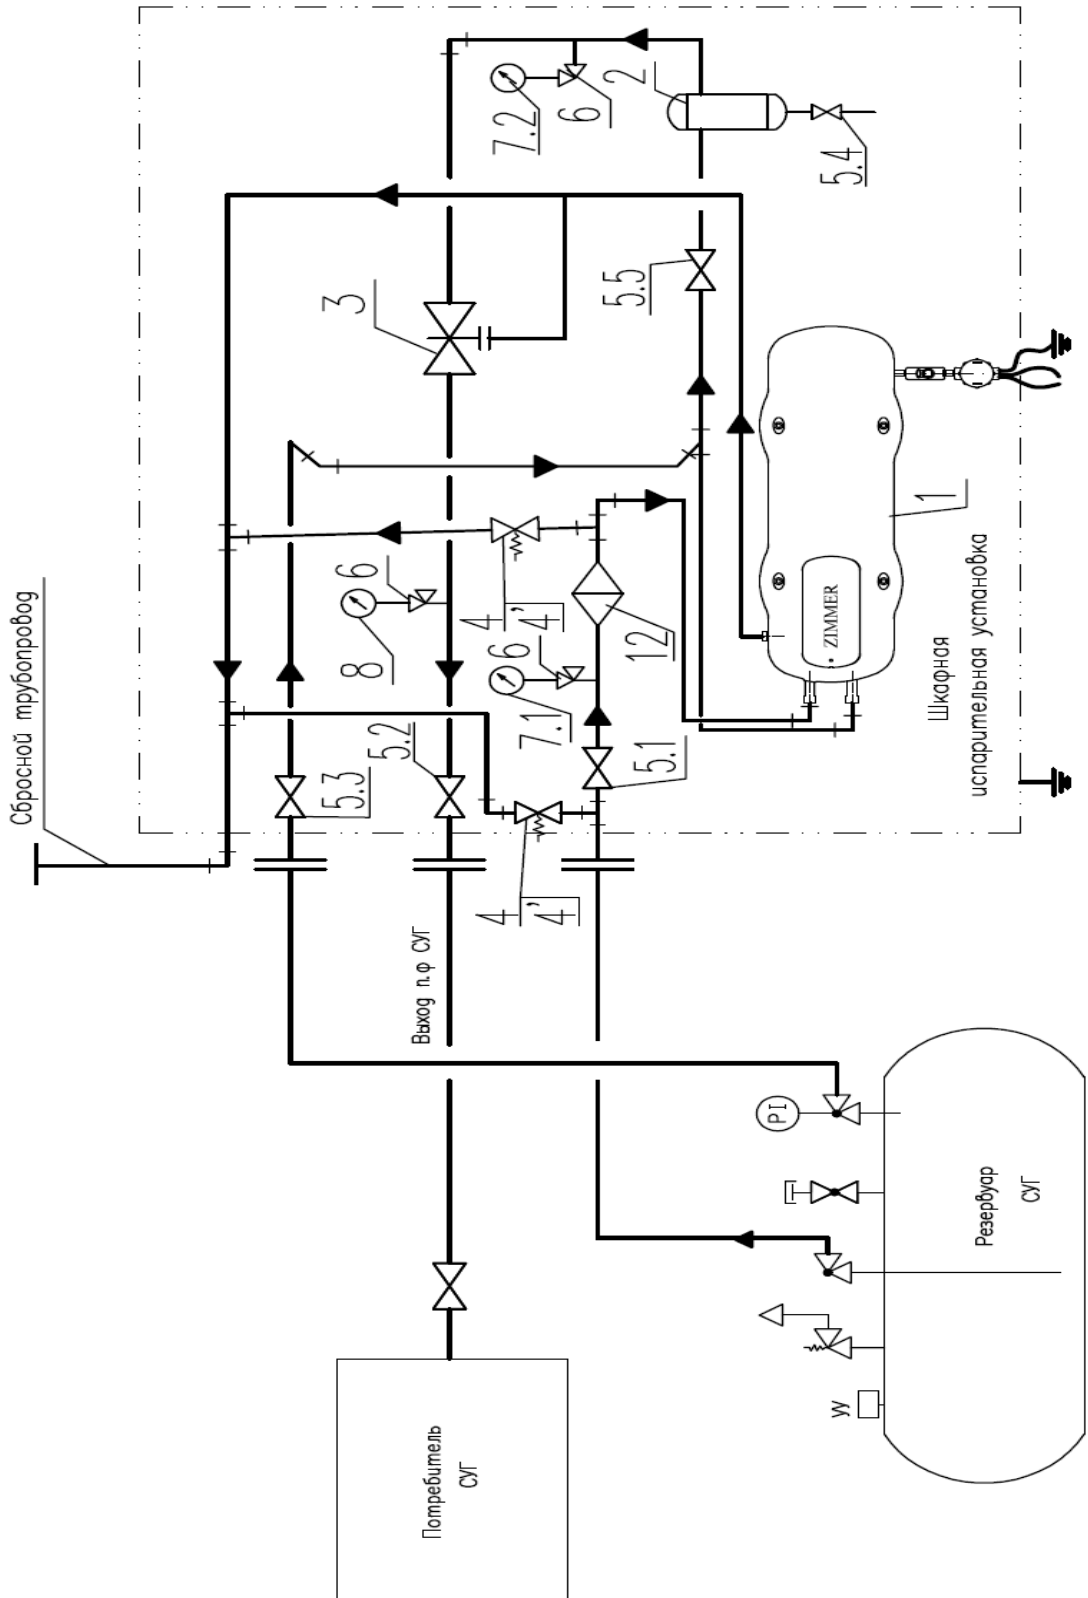 Сбросной трубопровод
3
7.2
6
2
5.4
5.5
8
6
4
4'
7.1
6
12
1
ZIMMER
Шкафная
испарительная установка
5.3
5.2
5.1
4
4'
Выход п.ф СУГ
PI
Резервуар
СУГ
УУ
Потребитель
СУГ